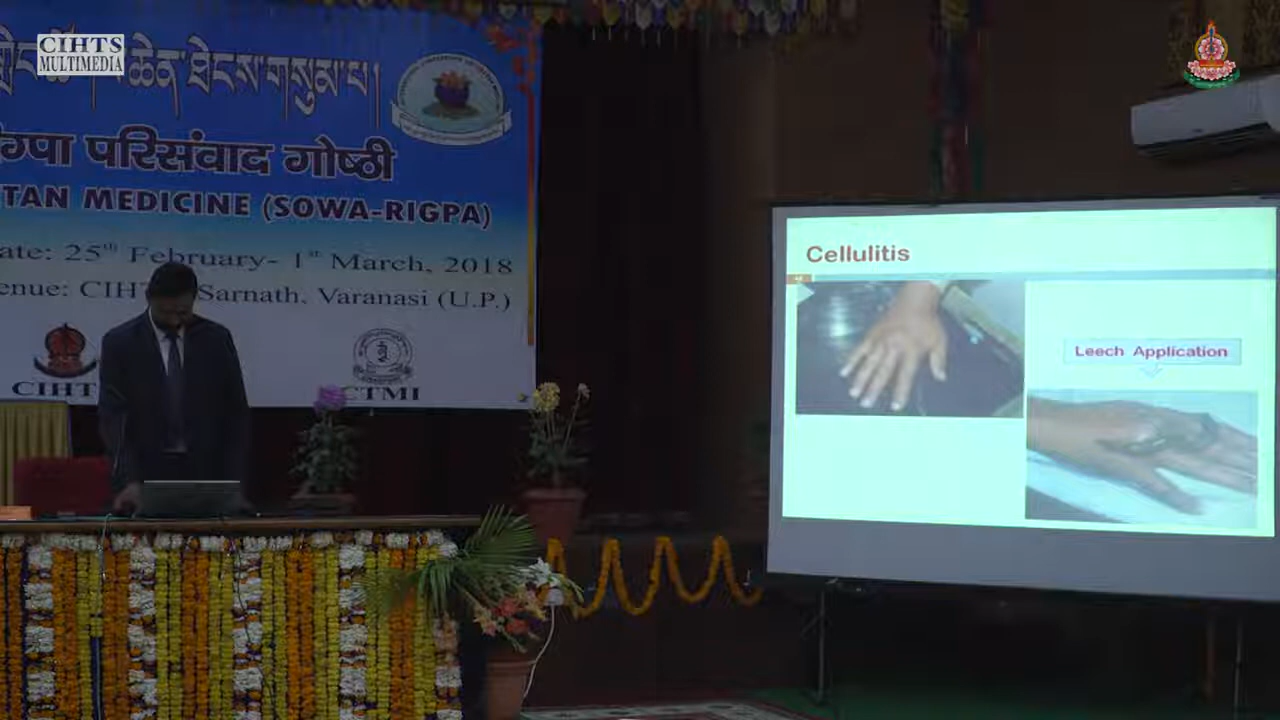 CIHTS
MULTIMEDIA
ཆེན་ཐེངས་གསུམ་པ།
परिसंवाद गोष्ठी
TAN MEDICINE (SOWA-RIGPA)
ate: 25th February- 1st March, 2018
enue: CIHT Sarnath, Varanasi (U.P.)
CIHT
CTMI
Cellulitis
Leech Application